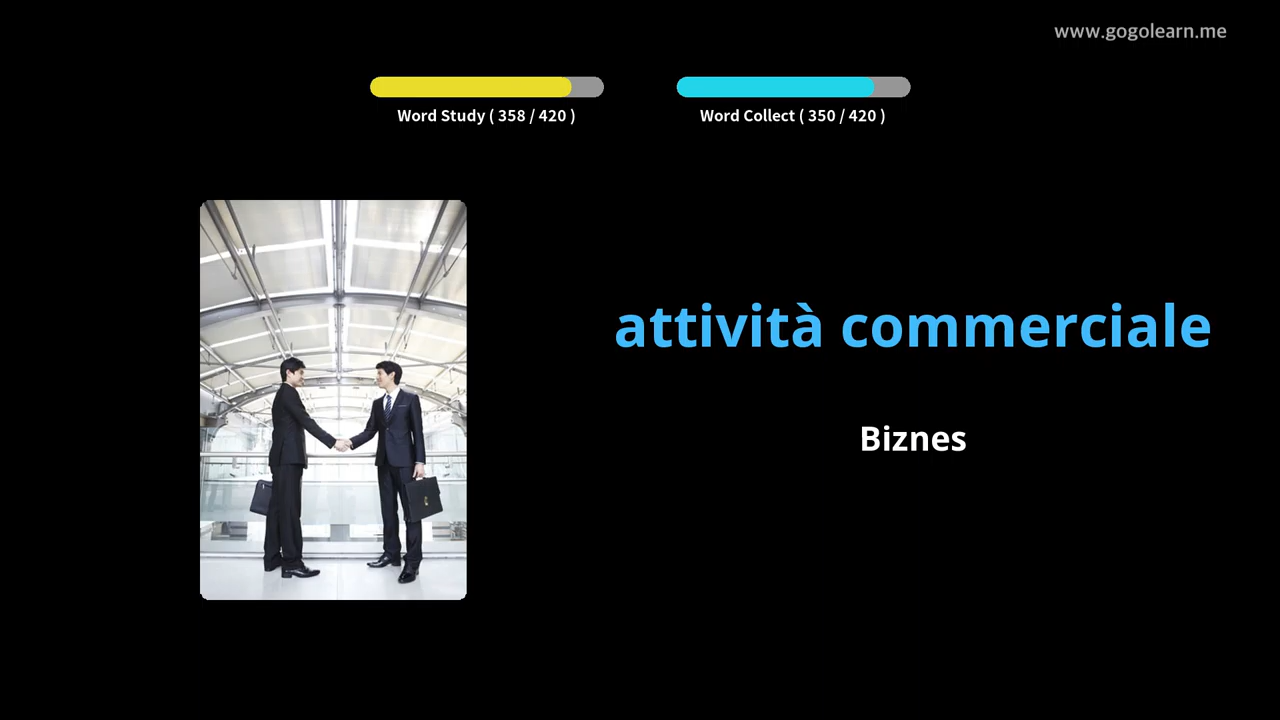 www.gogolearn.me
Word Study ( 358 / 420 )
Word Collect ( 350 / 420 )
attività commerciale
Biznes